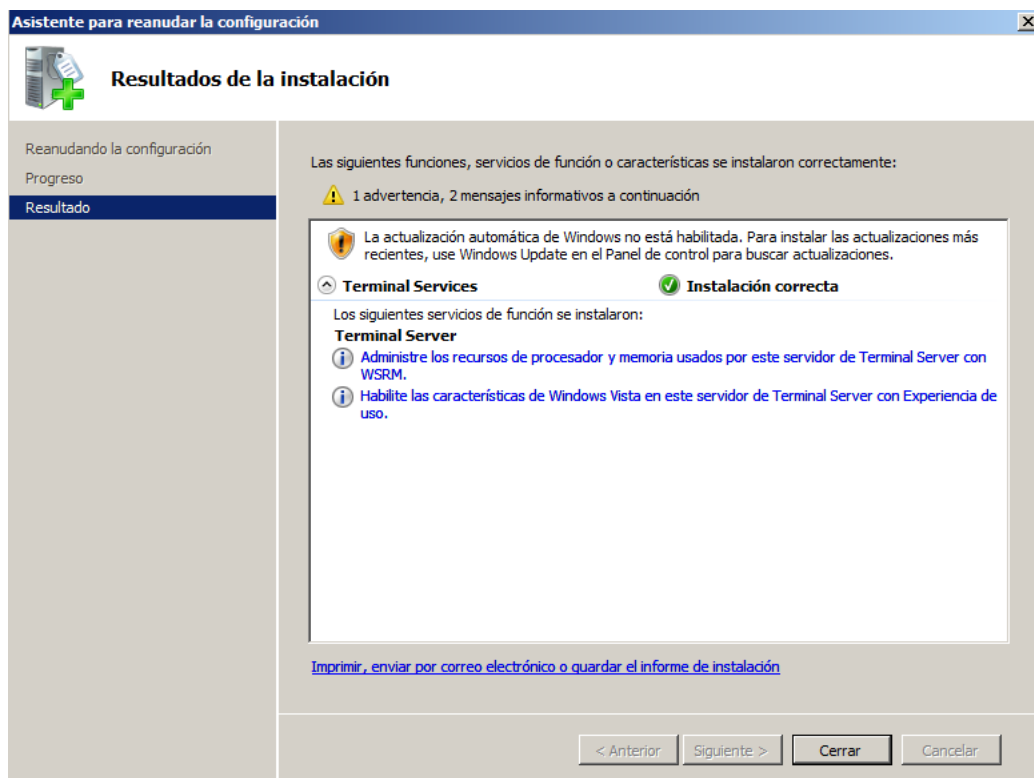 Asistente para reanudar la configuración
Resultados de la instalación
Reanudando la configuración
Progreso
Resultado
Las siguientes funciones, servicios de función o características se instalaron correctamente:
1 advertencia, 2 mensajes informativos a continuación
La actualización automática de Windows no está habilitada. Para instalar las actualizaciones más
recientes, use Windows Update en el Panel de control para buscar actualizaciones.
Terminal Services Instalación correcta
Los siguientes servicios de función se instalaron:
Terminal Server
Administre los recursos de procesador y memoria usados por este servidor de Terminal Server con
WSRM.
Habilite las características de Windows Vista en este servidor de Terminal Server con Experiencia de
uso.
Imprimir, enviar por correo electrónico o guardar el informe de instalación
< Anterior Siguiente > Cerrar Cancelar